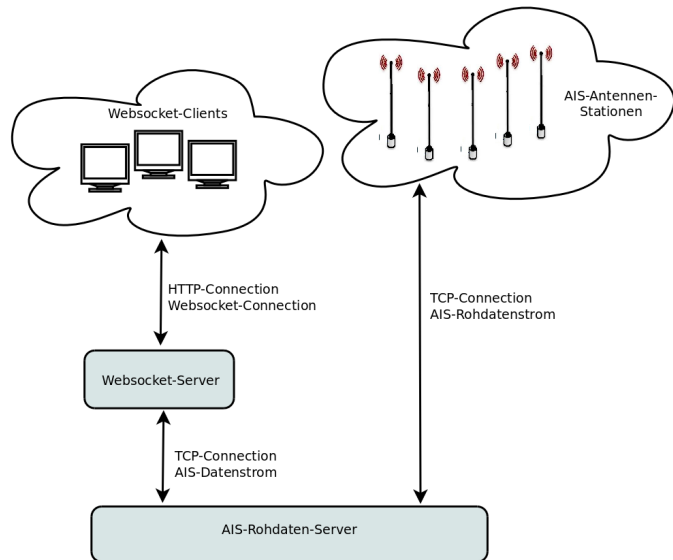 Websocket-Clients
AIS-Antennen-
Stationen
HTTP-Connection
Websocket-Connection
TCP-Connection
AIS-Rohdatenstrom
Websocket-Server
TCP-Connection
AIS-Datenstrom
AIS-Rohdaten-Server